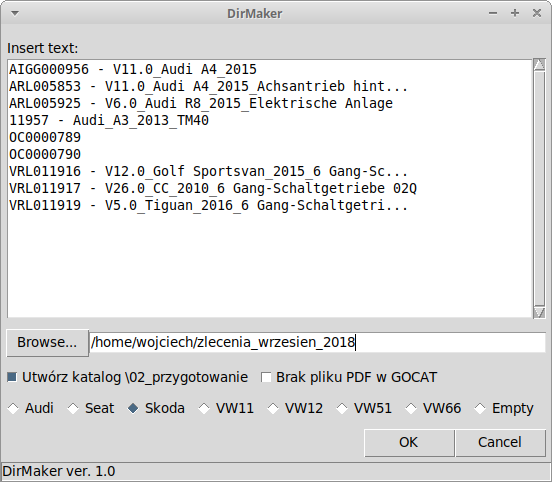 DirMaker
Insert text:
AIGG000956 - V11.0_Audi A4_2015
ARL005853 - V11.0_Audi A4_2015_Achsantrieb hint...
ARL005925 - V6.0_Audi R8_2015_Elektrische Anlage
11957 - Audi_A3_2013_TM40
OC0000789
OC0000790
VRL011916 - V12.0_Golf Sportsvan_2015_6 Gang-Sc...
VRL011917 - V26.0_CC_2010_6 Gang-Schaltgetriebe 02Q
VRL011919 - V5.0_Tiguan_2016_6 Gang-Schaltgetri...
Browse... /home/wojciech/zlecenia_wrzesien_2018
Utwórz katalog \02_przygotowanie Brak pliku PDF w GOCAT
Audi Seat Skoda VW11 VW12 VW51 VW66 Empty
OK Cancel
DirMaker ver. 1.0